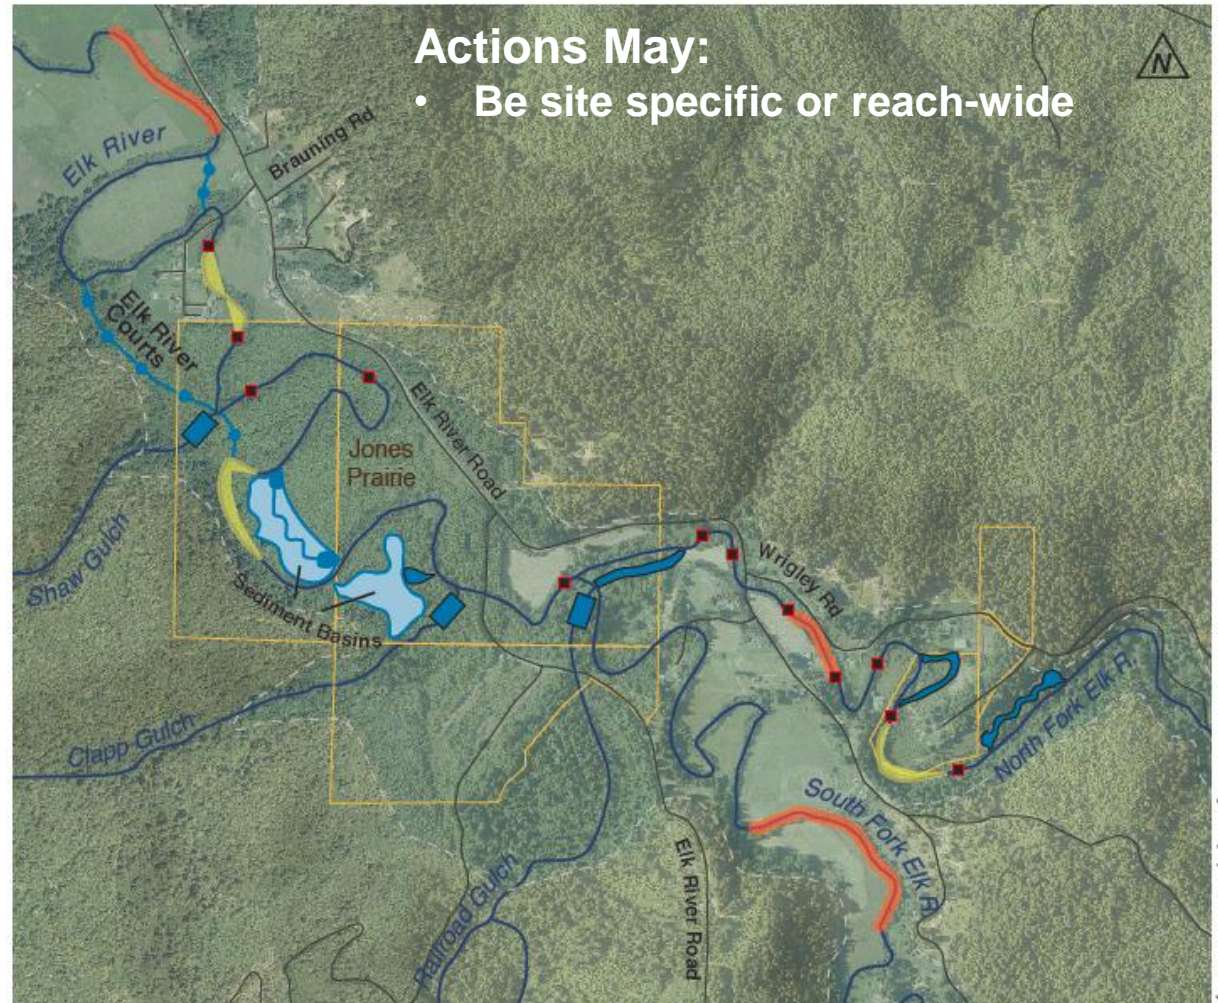 Actions May:
• Be site specific or reach-wide
N
Elk River
Brauning Rd
Elk River
Courts
Elk River Road
Jones
Prairie
Shaw Gulch
Sediment Basins
Wrigley Rd
Clapp Gulch
North Fork Elk R.
South Fork Elk R.
Elk River Road
Railroad Gulch